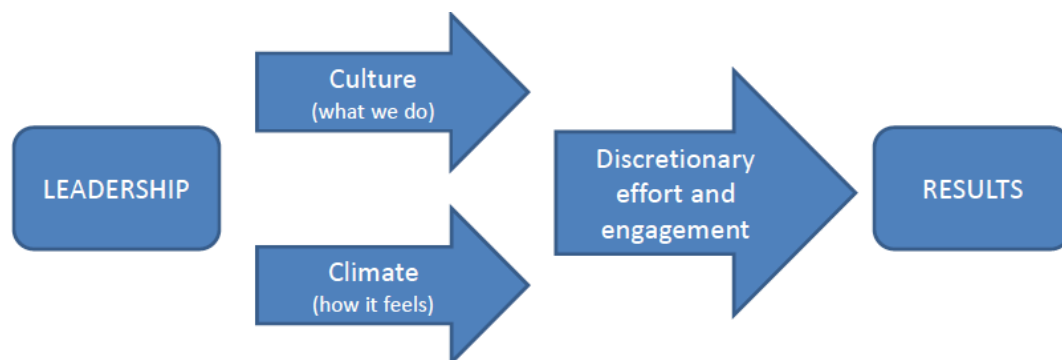 LEADERSHIP
Culture
(what we do)
Climate
(how it feels)
Discretionary
effort and
engagement
RESULTS